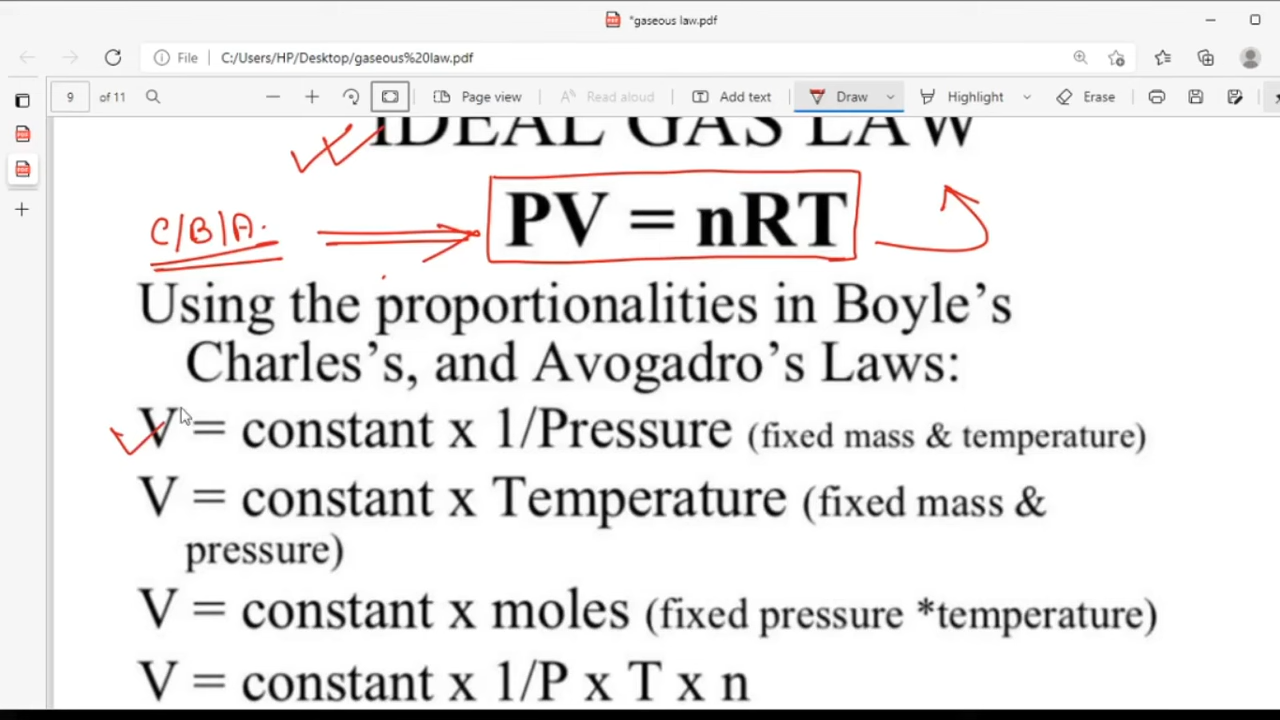 *gaseous law.pdf
File
C:/Users/HP/Desktop/gaseous%20law.pdf
9 of 11
Page view
Read aloud
Add text
Draw
Highlight
Erase
IDEAL GAS LAW
C/B/A.
PV = nRT
Using the proportionalities in Boyle’s
Charles’s, and Avogadro’s Laws:
V = constant x 1/Pressure (fixed mass & temperature)
V = constant x Temperature (fixed mass &
pressure)
V = constant x moles (fixed pressure *temperature)
V = constant x 1/P x T x n